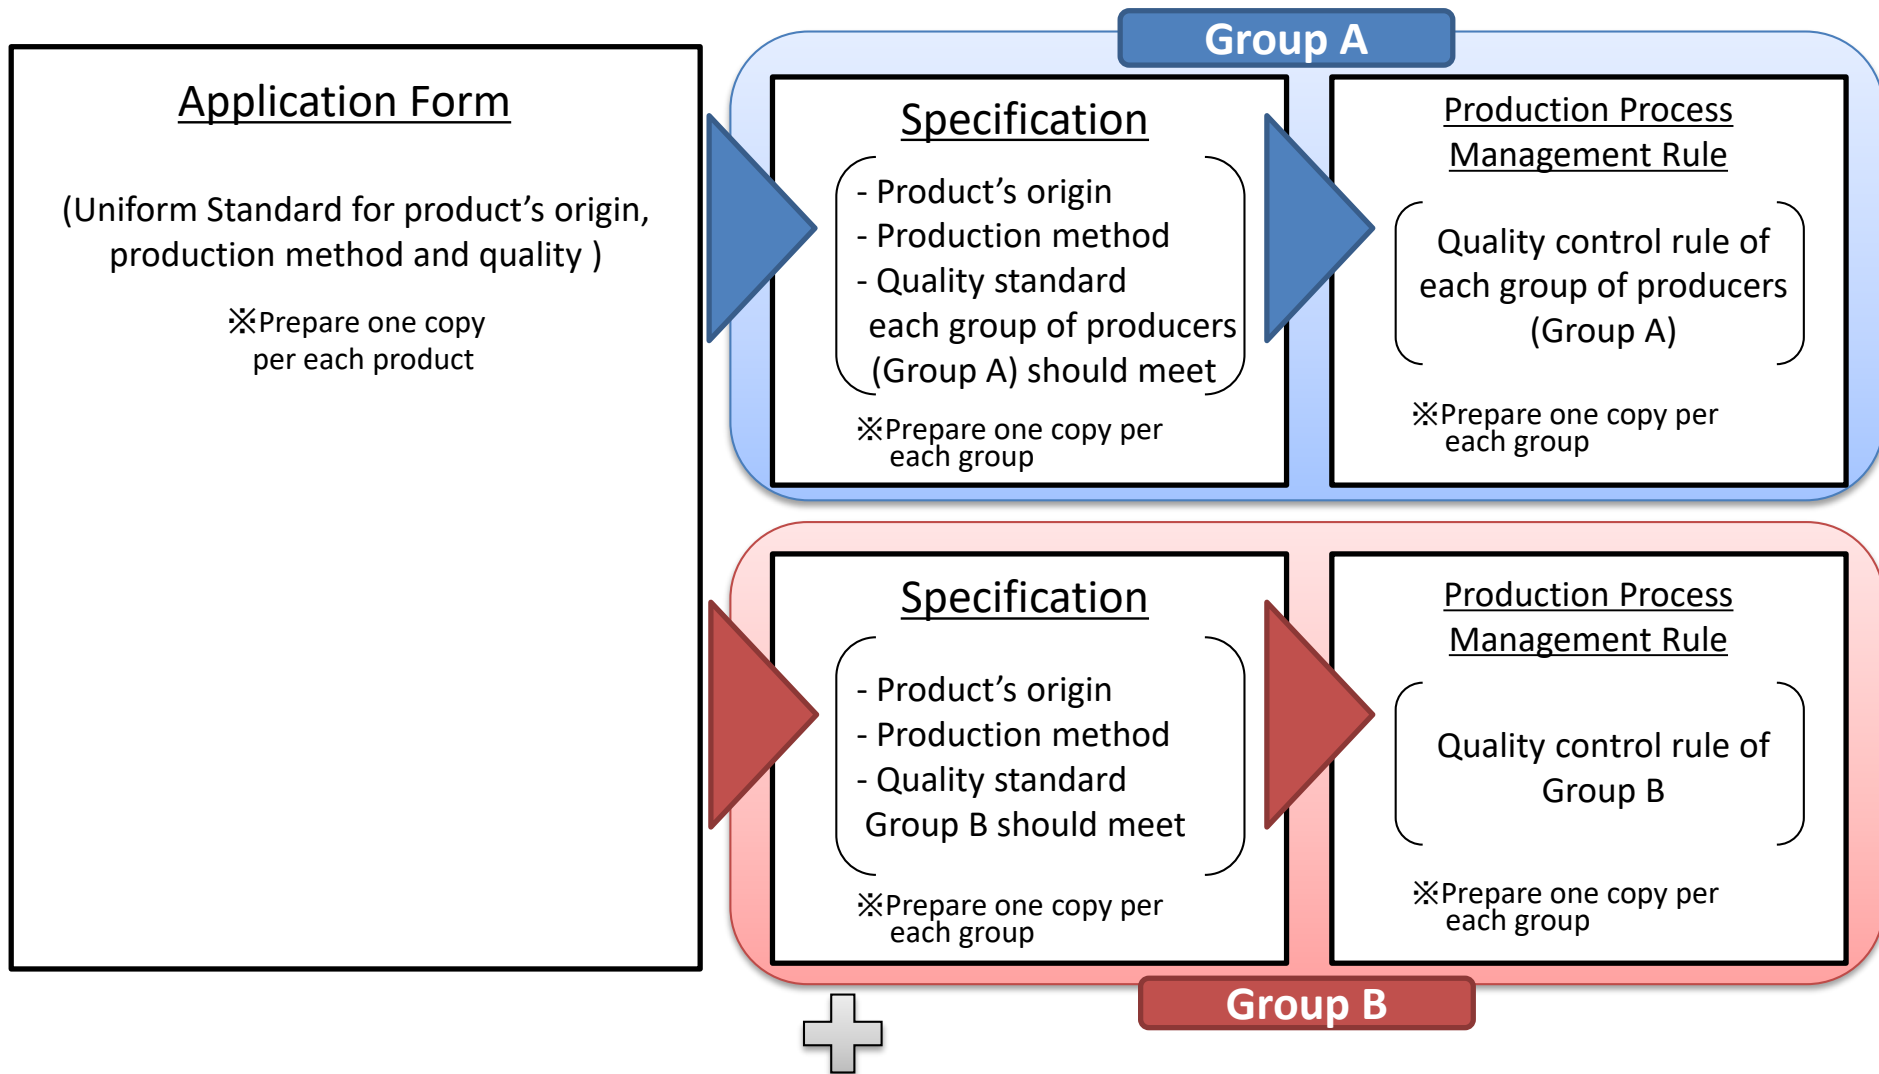 Application Form
(Uniform Standard for product’s origin,
production method and quality )
※Prepare one copy
per each product
Group A
Specification
- Product’s origin
- Production method
- Quality standard
each group of producers
(Group A) should meet
※Prepare one copy per
each group
Production Process
Management Rule
Quality control rule of
each group of producers
(Group A)
※Prepare one copy per
each group
Specification
- Product’s origin
- Production method
- Quality standard
Group B should meet
※Prepare one copy per
each group
Production Process
Management Rule
Quality control rule of
Group B
※Prepare one copy per
each group
Group B